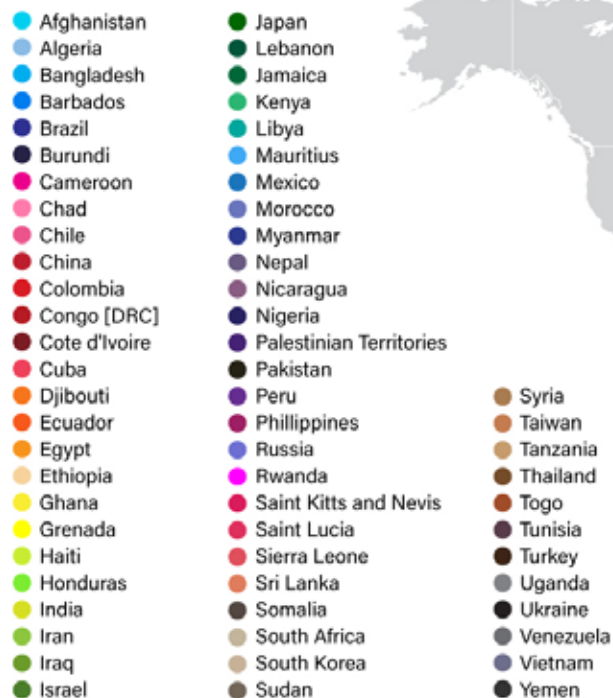 Afghanistan
Algeria
Bangladesh
Barbados
Brazil
Burundi
Cameroon
Chad
Chile
China
Colombia
Congo [DRC]
Cote d'Ivoire
Cuba
Djibouti
Ecuador
Egypt
Ethiopia
Ghana
Grenada
Haiti
Honduras
India
Iran
Iraq
Israel
Japan
Lebanon
Jamaica
Kenya
Libya
Mauritius
Mexico
Morocco
Myanmar
Nepal
Nicaragua
Nigeria
Palestinian Territories
Pakistan
Peru
Phillippines
Russia
Rwanda
Saint Kitts and Nevis
Saint Lucia
Sierra Leone
Sri Lanka
Somalia
South Africa
South Korea
Sudan
Syria
Taiwan
Tanzania
Thailand
Togo
Tunisia
Turkey
Uganda
Ukraine
Venezuela
Vietnam
Yemen